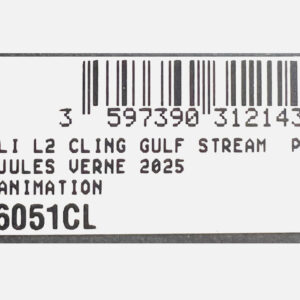 3 597390 312143
LI L2 CLING GULF STREAM P
JULES VERNE 2025
ANIMATION
6051CL